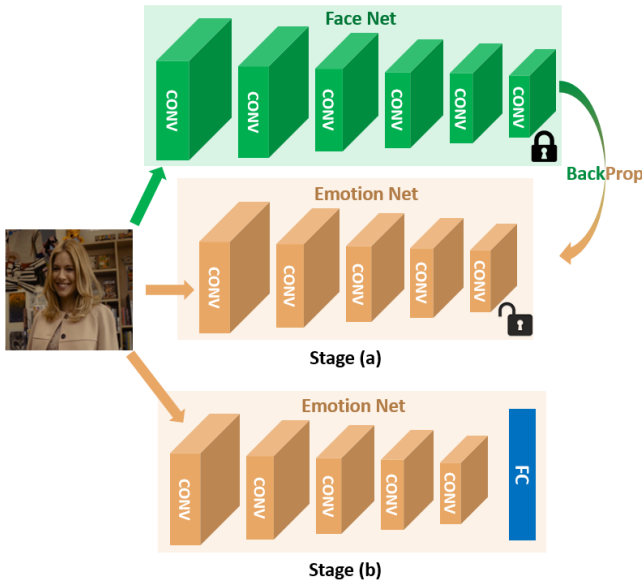 Face Net
CONV
CONV
CONV
CONV
CONV
CONV
BackProp
Emotion Net
CONV
CONV
CONV
CONV
CONV
Stage (a)
Emotion Net
CONV
CONV
CONV
CONV
CONV
FC
Stage (b)